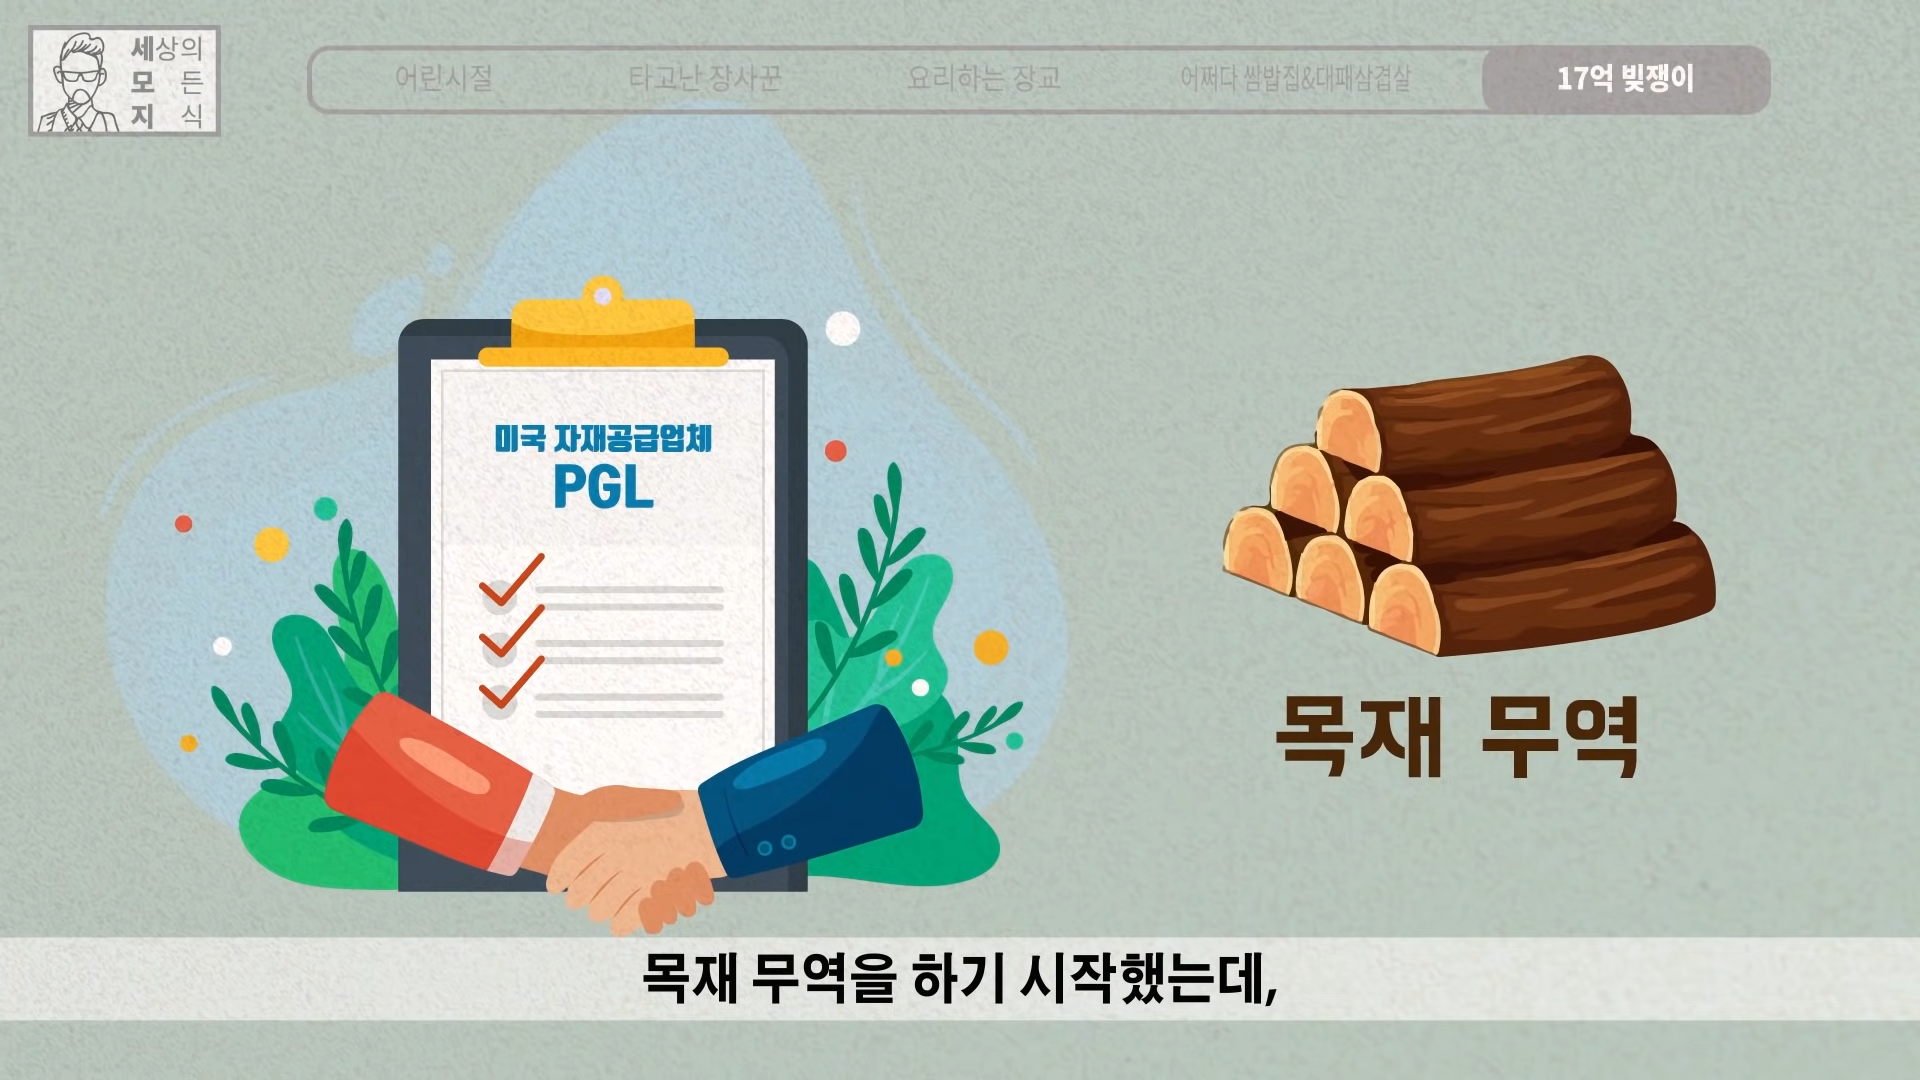 세상의
모든
지식
어린시절
타고난 장사꾼
요리하는 장교
어쩌다 쌈밥집&대패삼겹살
17억 빚쟁이
미국 자재공급업체
PGL
목재 무역
목재 무역을 하기 시작했는데,